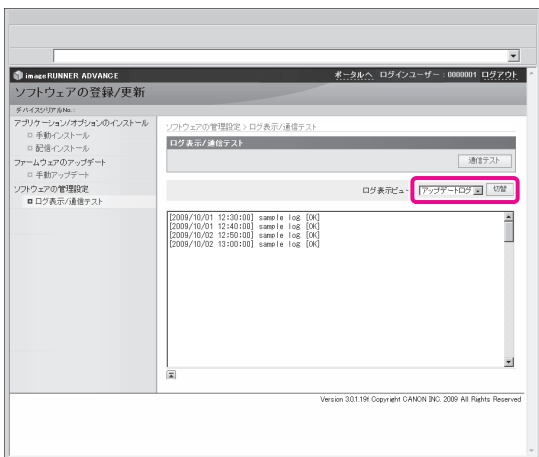 imageRUNNER ADVANCE
ポータルへ ログインユーザー : 0000001 ログアウト
ソフトウェアの登録/更新
デバイスシリアルNo. :
アプリケーション/オプションのインストール
手動インストール
配信インストール
ファームウェアのアップデート
手動アップデート
ソフトウェアの管理設定
ログ表示/通信テスト
ソフトウェアの管理設定 > ログ表示/通信テスト
ログ表示/通信テスト
通信テスト
ログ表示ビュー: アップデートログ 切替
[2009/10/01 12:30:00] sample log [OK]
[2009/10/01 12:40:00] sample log [OK]
[2009/10/02 12:50:00] sample log [OK]
[2009/10/02 13:00:00] sample log [OK]
Version 3.0.1.19f Copyright CANON INC. 2009 All Rights Reserved